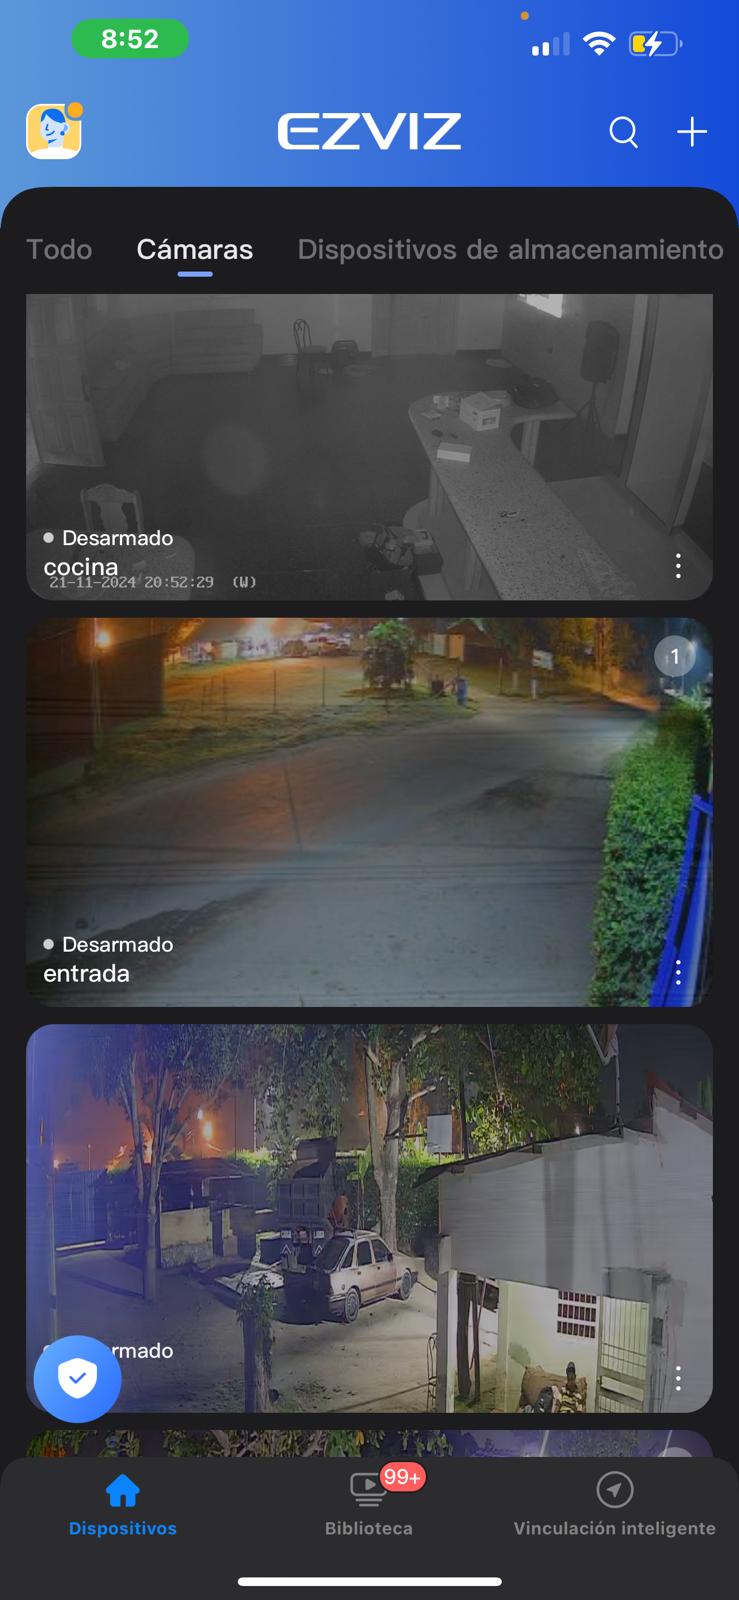 8:52
EZVIZ
Todo
Cámaras
Dispositivos de almacenamiento
Desarmado
cocina
21-11-2024 20:52:29 (W)
1
Desarmado
entrada
rmado
99+
Dispositivos
Biblioteca
Vinculación inteligente